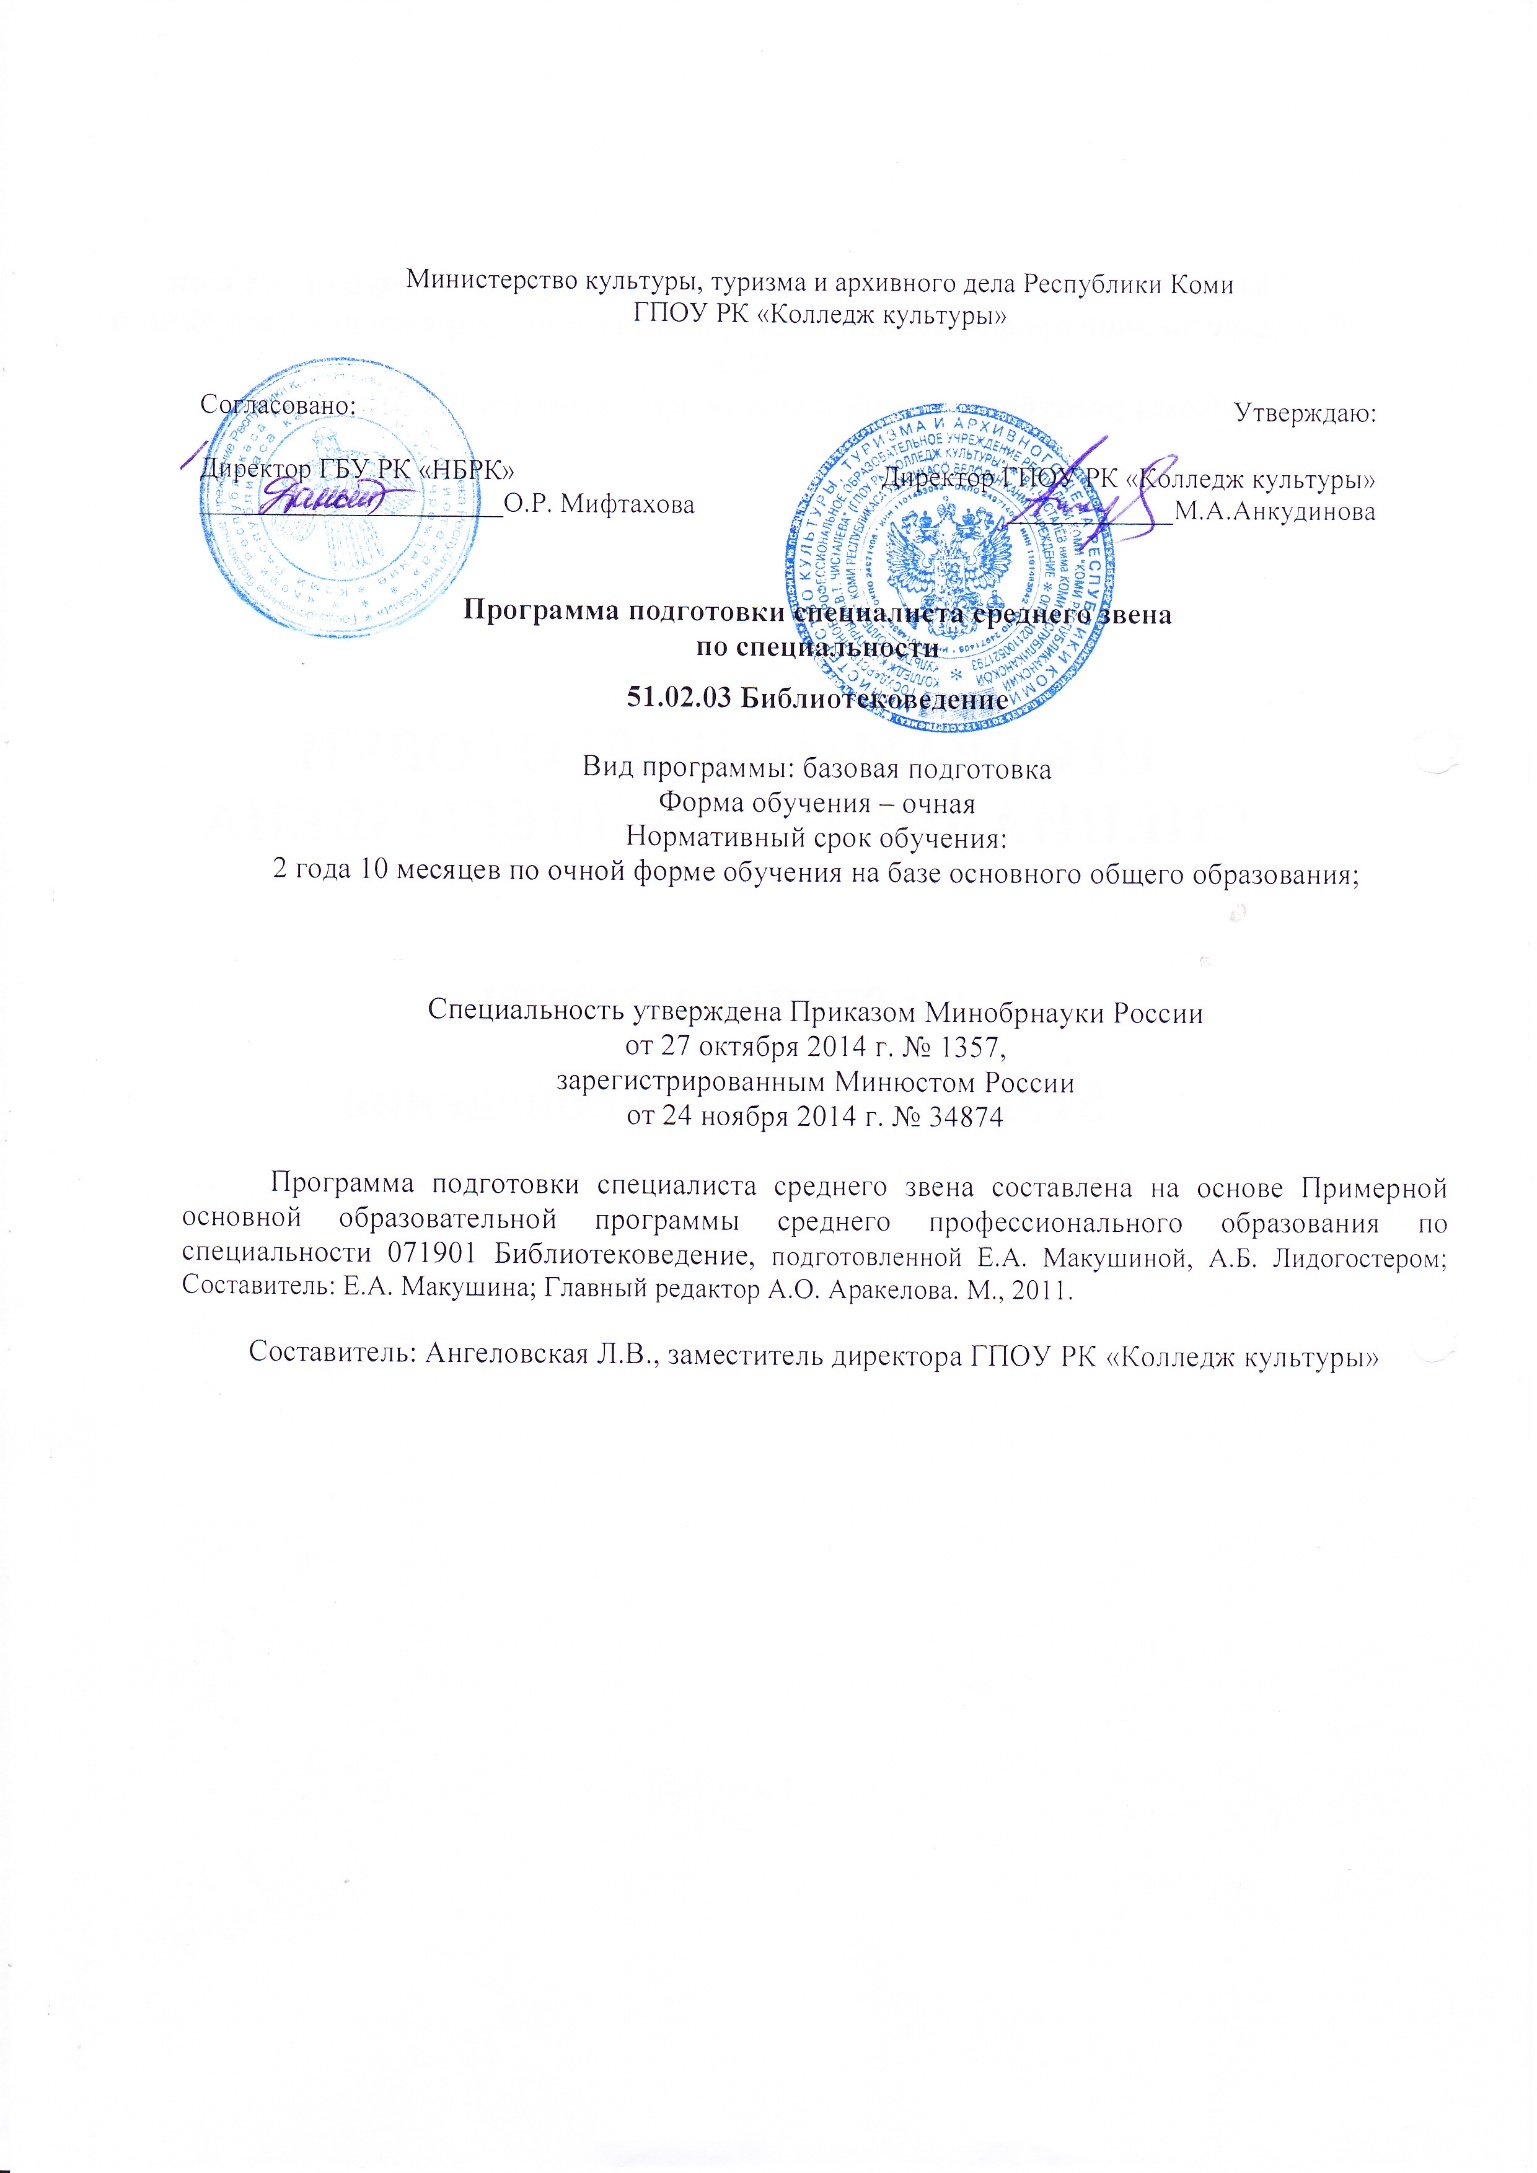 Министерство культуры, туризма и архивного дела Республики Коми
ГПОУ РК «Колледж культуры»
Согласовано:
Утверждаю:
Директор ГБУ РК «НБРК»
О.Р. Мифтахова
Директор ГПОУ РК «Колледж культуры»
М.А.Анкудинова
Программа подготовки специалиста среднего звена
по специальности
51.02.03 Библиотековедение
Вид программы: базовая подготовка
Форма обучения – очная
Нормативный срок обучения:
2 года 10 месяцев по очной форме обучения на базе основного общего образования;
Специальность утверждена Приказом Минобрнауки России
от 27 октября 2014 г. № 1357,
зарегистрированным Минюстом России
от 24 ноября 2014 г. № 34874
Программа подготовки специалиста среднего звена составлена на основе Примерной
основной образовательной программы среднего профессионального образования по
специальности 071901 Библиотековедение, подготовленной Е.А. Макушиной, А.Б. Лидогостером;
Составитель: Е.А. Макушина; Главный редактор А.О. Аракелова. М., 2011.
Составитель: Ангеловская Л.В., заместитель директора ГПОУ РК «Колледж культуры»